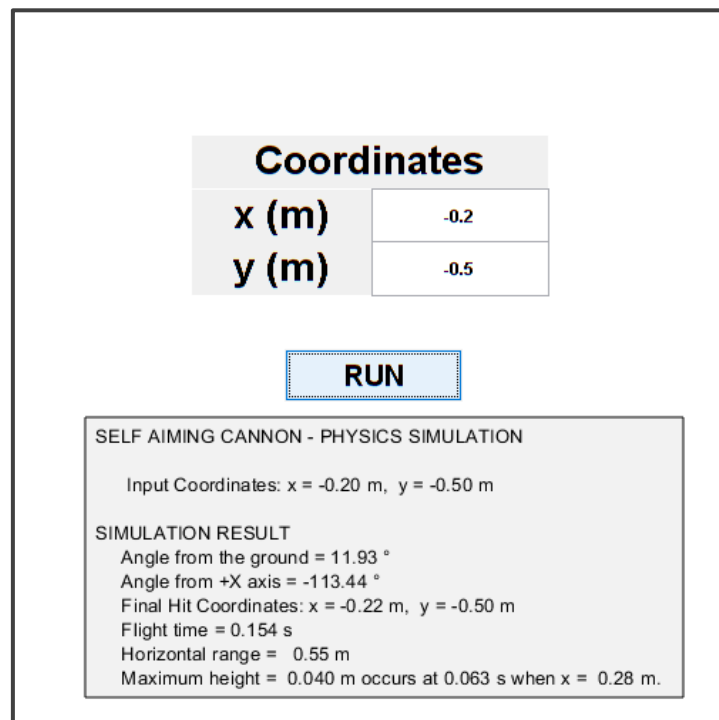 Coordinates
x (m) -0.2
y (m) -0.5
RUN
SELF AIMING CANNON - PHYSICS SIMULATION
Input Coordinates: x = -0.20 m, y = -0.50 m
SIMULATION RESULT
Angle from the ground = 11.93 °
Angle from +X axis = -113.44 °
Final Hit Coordinates: x = -0.22 m, y = -0.50 m
Flight time = 0.154 s
Horizontal range = 0.55 m
Maximum height = 0.040 m occurs at 0.063 s when x = 0.28 m.